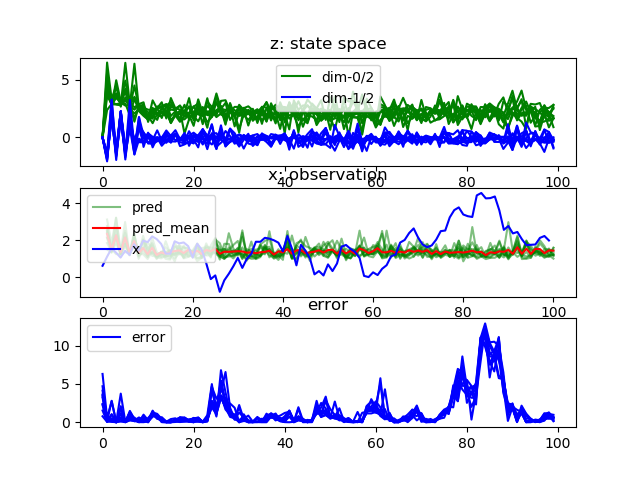 z: state space
5
0
dim-0/2
dim-1/2
0 20 40 60 80 100
x: observation
4
2
0
pred
pred_mean
x
0 20 40 60 80 100
error
10
5
0
error
0 20 40 60 80 100